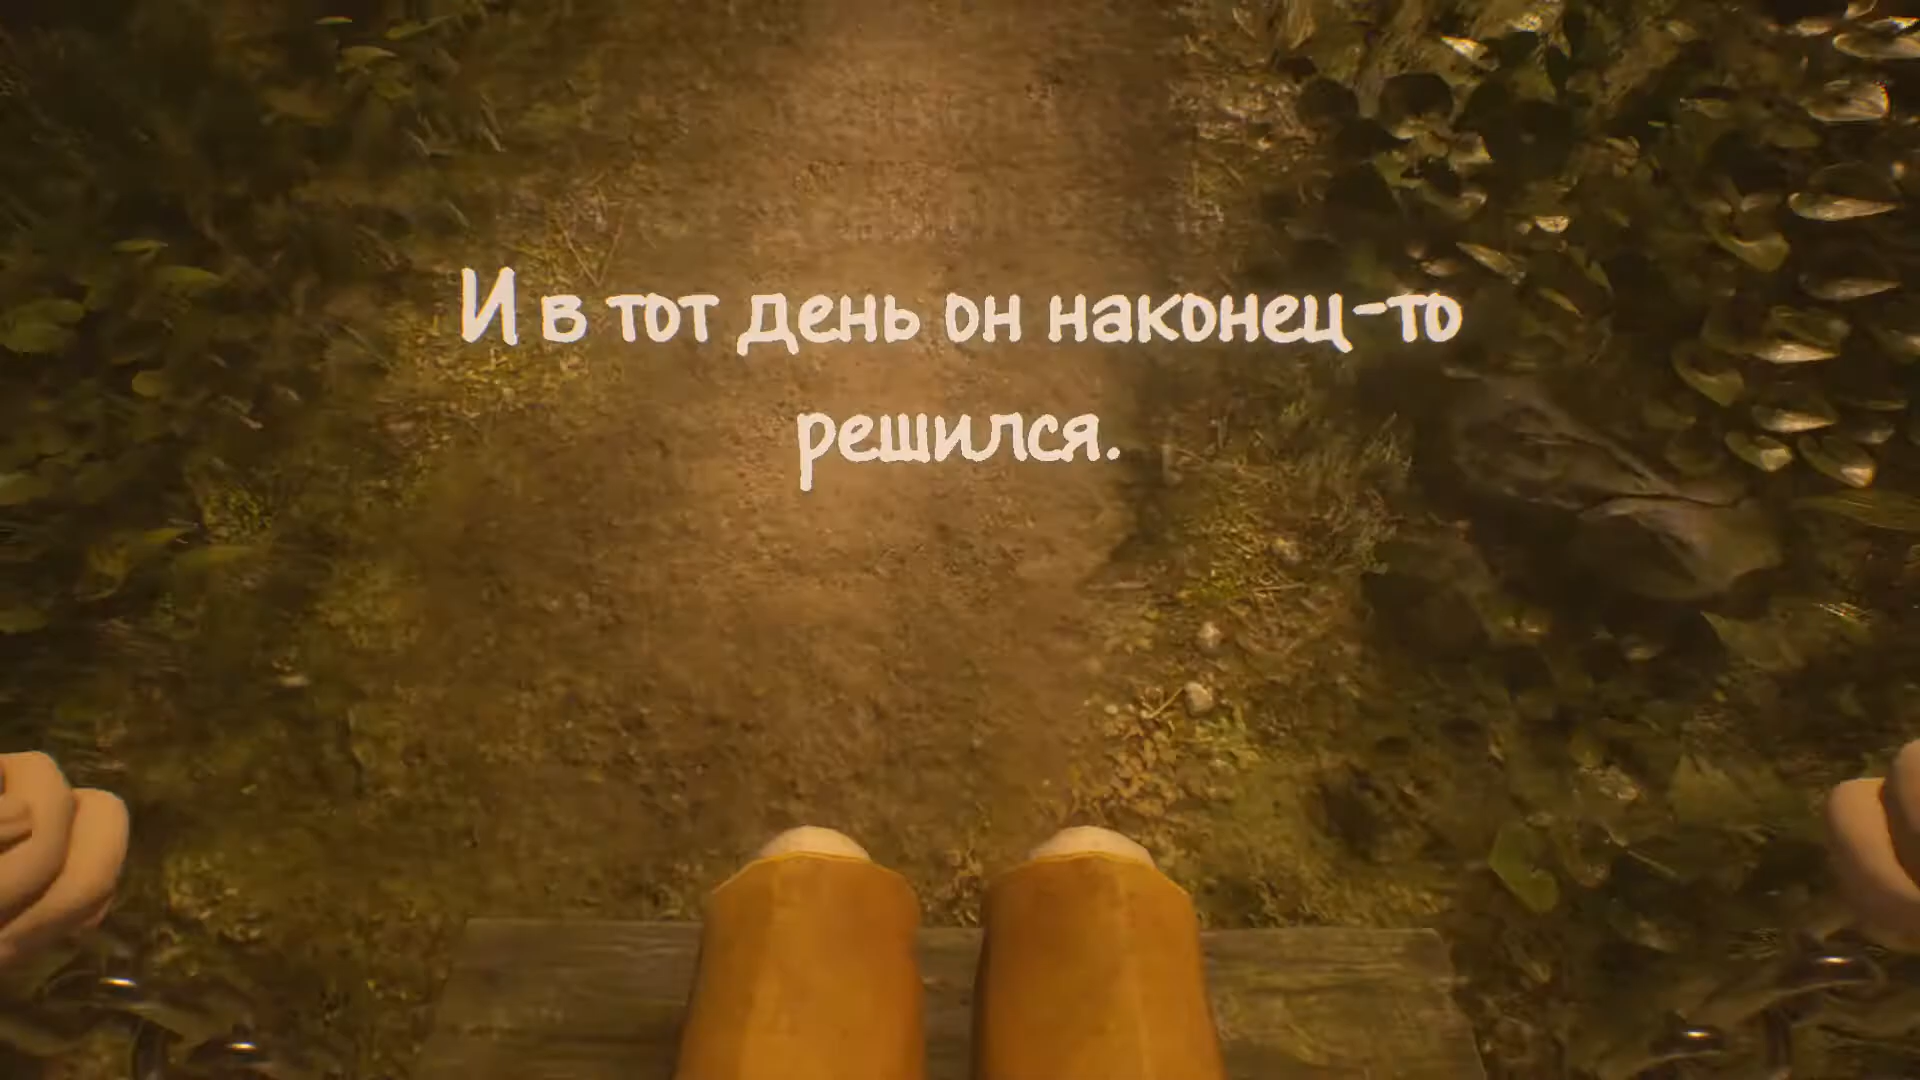 И в тот день он наконец-то
решился.